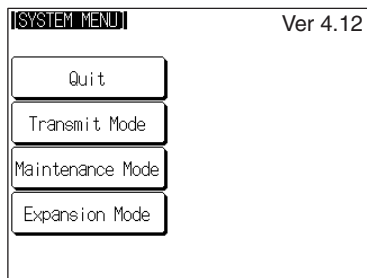 [SYSTEM MENU]
Ver 4.12
Quit
Transmit Mode
Maintenance Mode
Expansion Mode